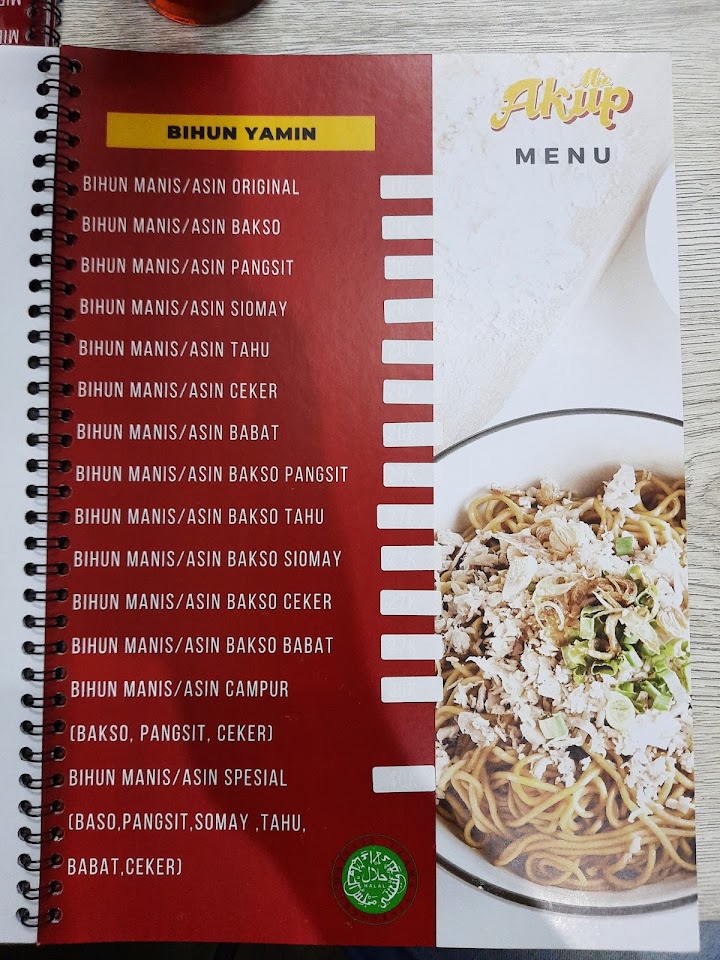 Mie
Akup
MENU
BIHUN YAMIN
BIHUN MANIS/ASIN ORIGINAL
BIHUN MANIS/ASIN BAKSO
BIHUN MANIS/ASIN PANGSIT
BIHUN MANIS/ASIN SIOMAY
BIHUN MANIS/ASIN TAHU
BIHUN MANIS/ASIN CEKER
BIHUN MANIS/ASIN BABAT
BIHUN MANIS/ASIN BAKSO PANGSIT
BIHUN MANIS/ASIN BAKSO TAHU
BIHUN MANIS/ASIN BAKSO SIOMAY
BIHUN MANIS/ASIN BAKSO CEKER
BIHUN MANIS/ASIN BAKSO BABAT
BIHUN MANIS/ASIN CAMPUR
(BAKSO, PANGSIT, CEKER)
BIHUN MANIS/ASIN SPESIAL
(BASO,PANGSIT,SOMAY ,TAHU,
BABAT,CEKER)
حلال
HALAL